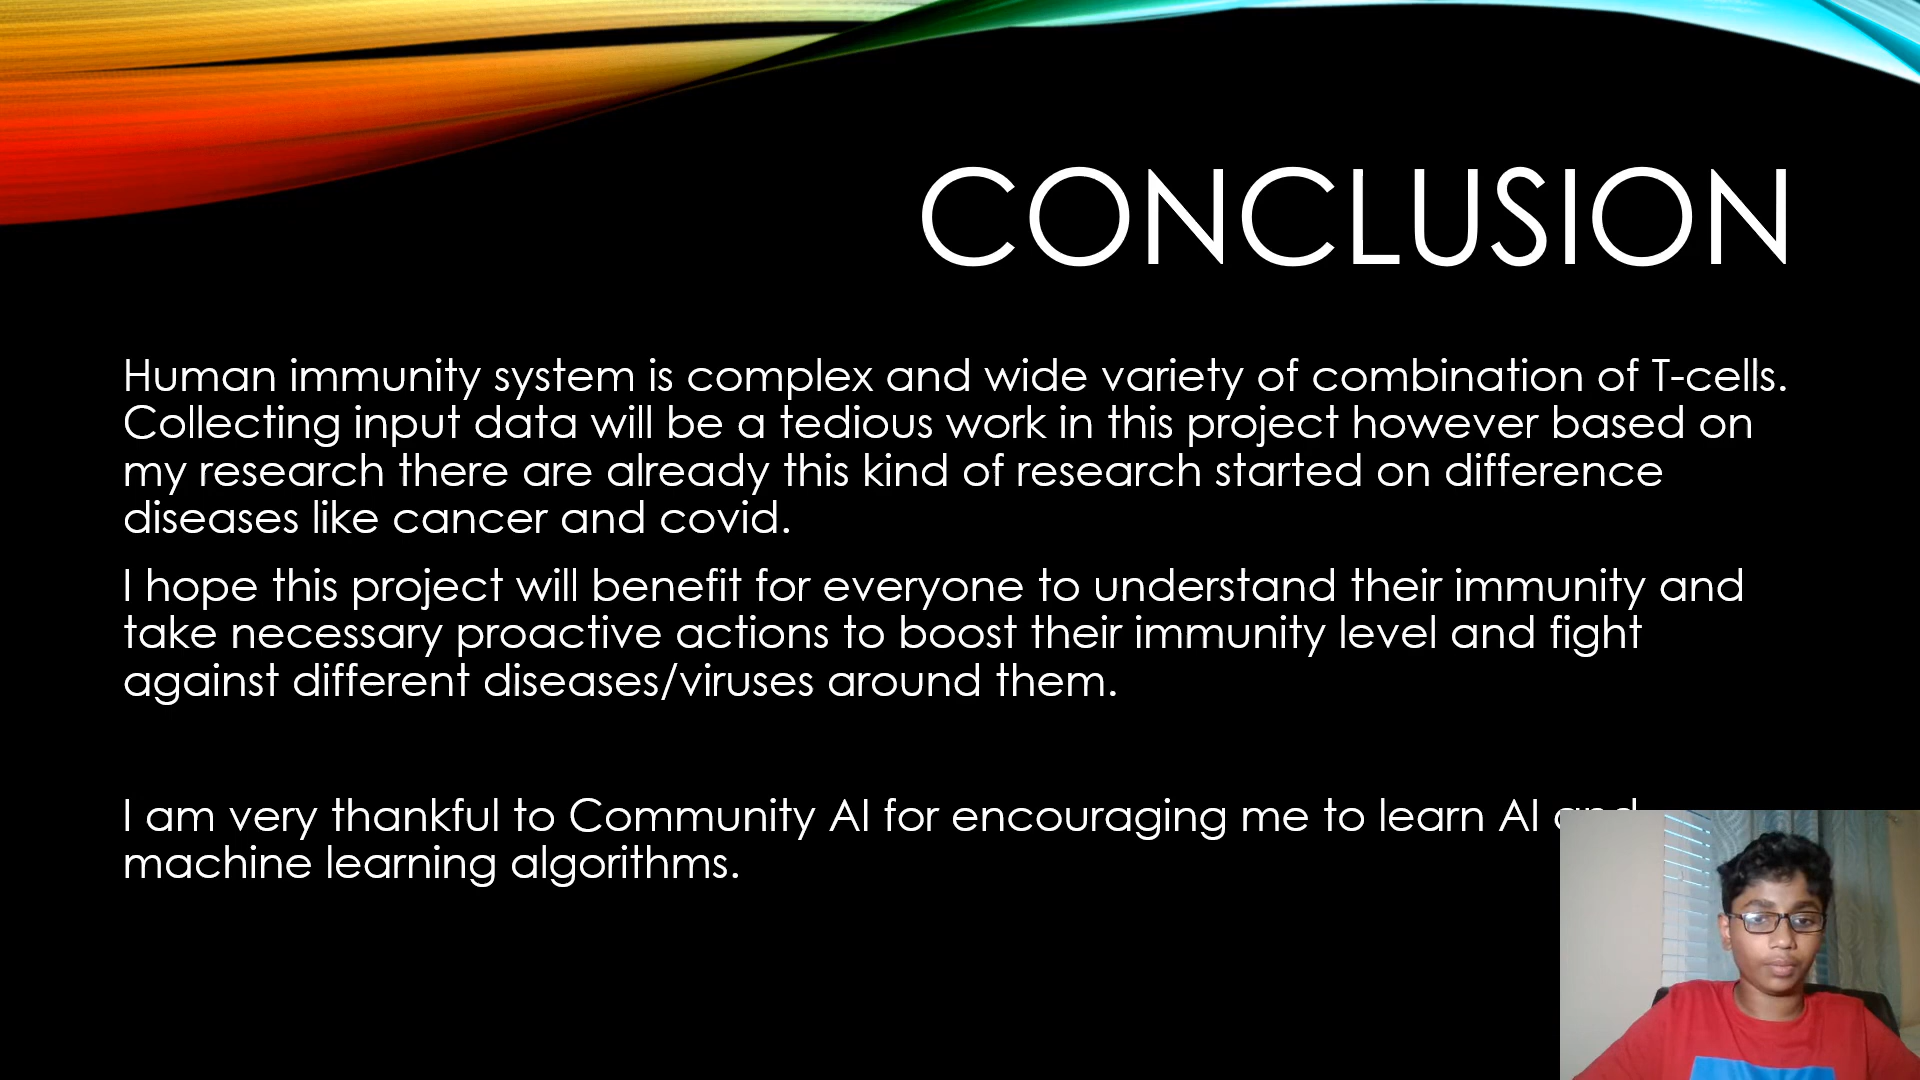 CONCLUSION
Human immunity system is complex and wide variety of combination of T-cells.
Collecting input data will be a tedious work in this project however based on
my research there are already this kind of research started on difference
diseases like cancer and covid.
I hope this project will benefit for everyone to understand their immunity and
take necessary proactive actions to boost their immunity level and fight
against different diseases/viruses around them.
I am very thankful to Community AI for encouraging me to learn AI and
machine learning algorithms.